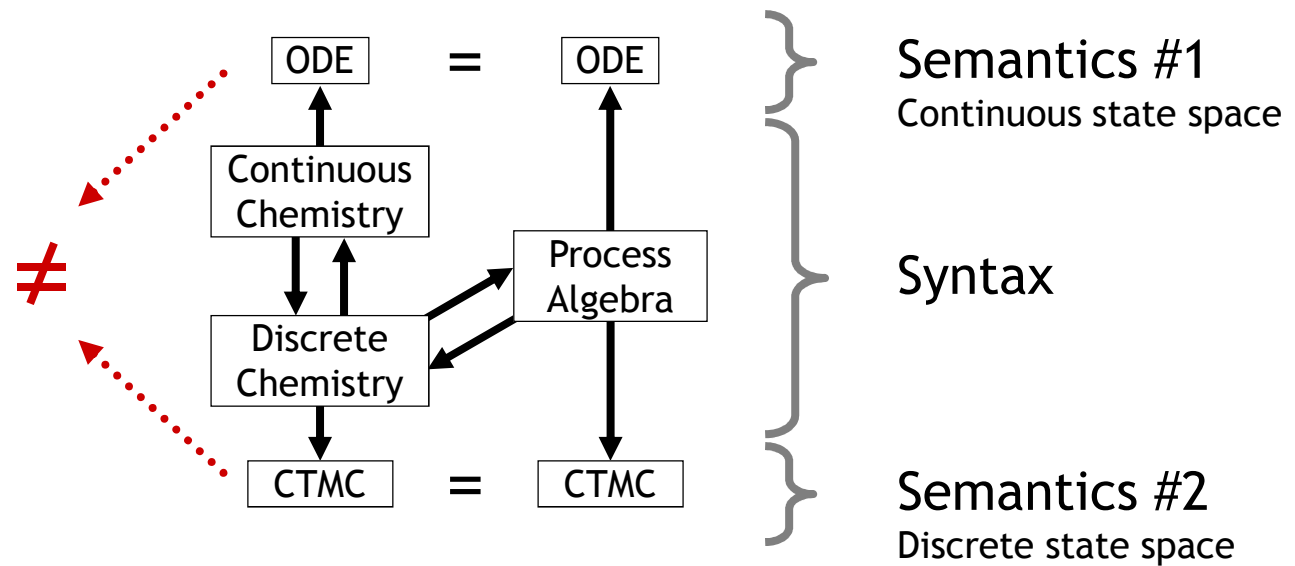 ODE = ODE
Semantics #1
Continuous state space
Continuous
Chemistry
Process
Algebra
≠
Syntax
Discrete
Chemistry
CTMC = CTMC
Semantics #2
Discrete state space